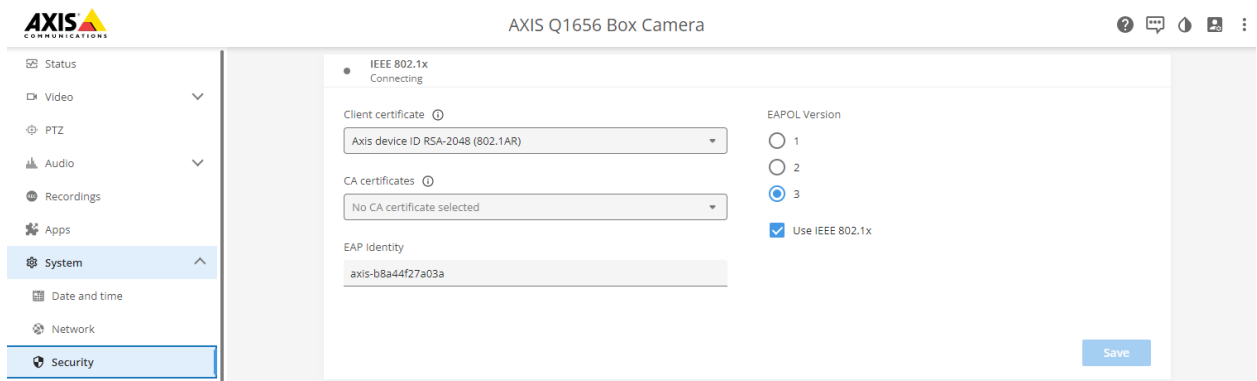 AXIS
COMMUNICATIONS
AXIS Q1656 Box Camera
Status
Video
PTZ
Audio
Recordings
Apps
System
Date and time
Network
Security
IEEE 802.1x
Connecting
Client certificate
Axis device ID RSA-2048 (802.1AR)
CA certificates
No CA certificate selected
EAP Identity
axis-b8a44f27a03a
EAPOL Version
1
2
3
Use IEEE 802.1x
Save